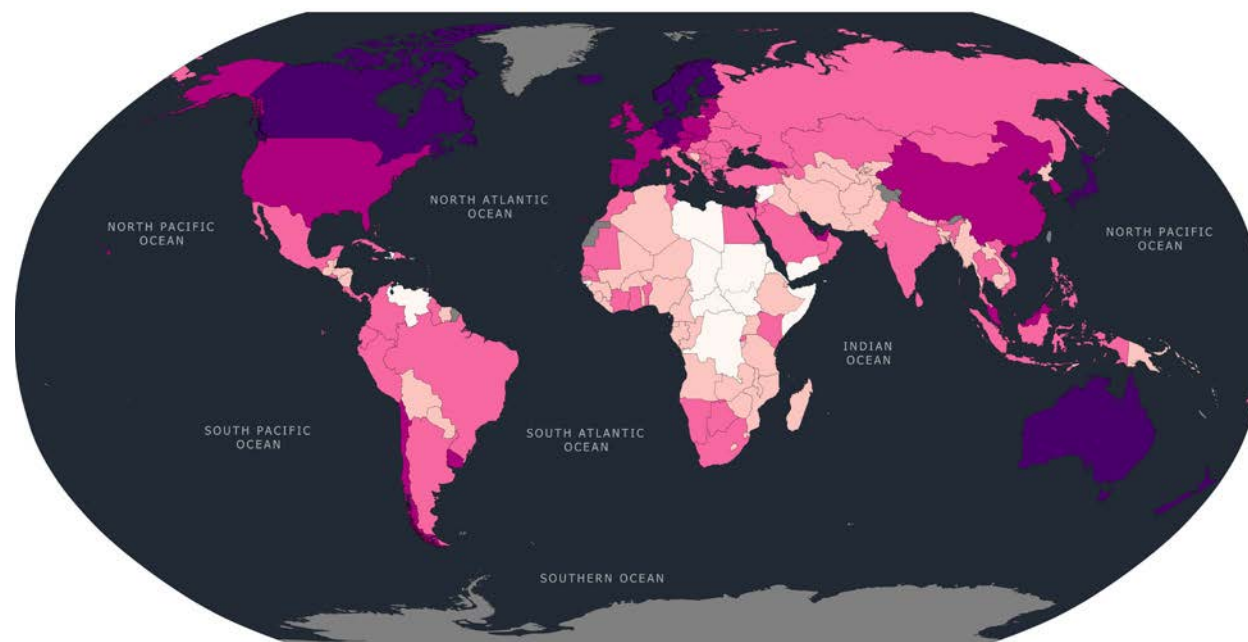 NORTH ATLANTIC
OCEAN
NORTH PACIFIC
OCEAN
NORTH PACIFIC
OCEAN
INDIAN
OCEAN
SOUTH PACIFIC
OCEAN
SOUTH ATLANTIC
OCEAN
SOUTHERN OCEAN